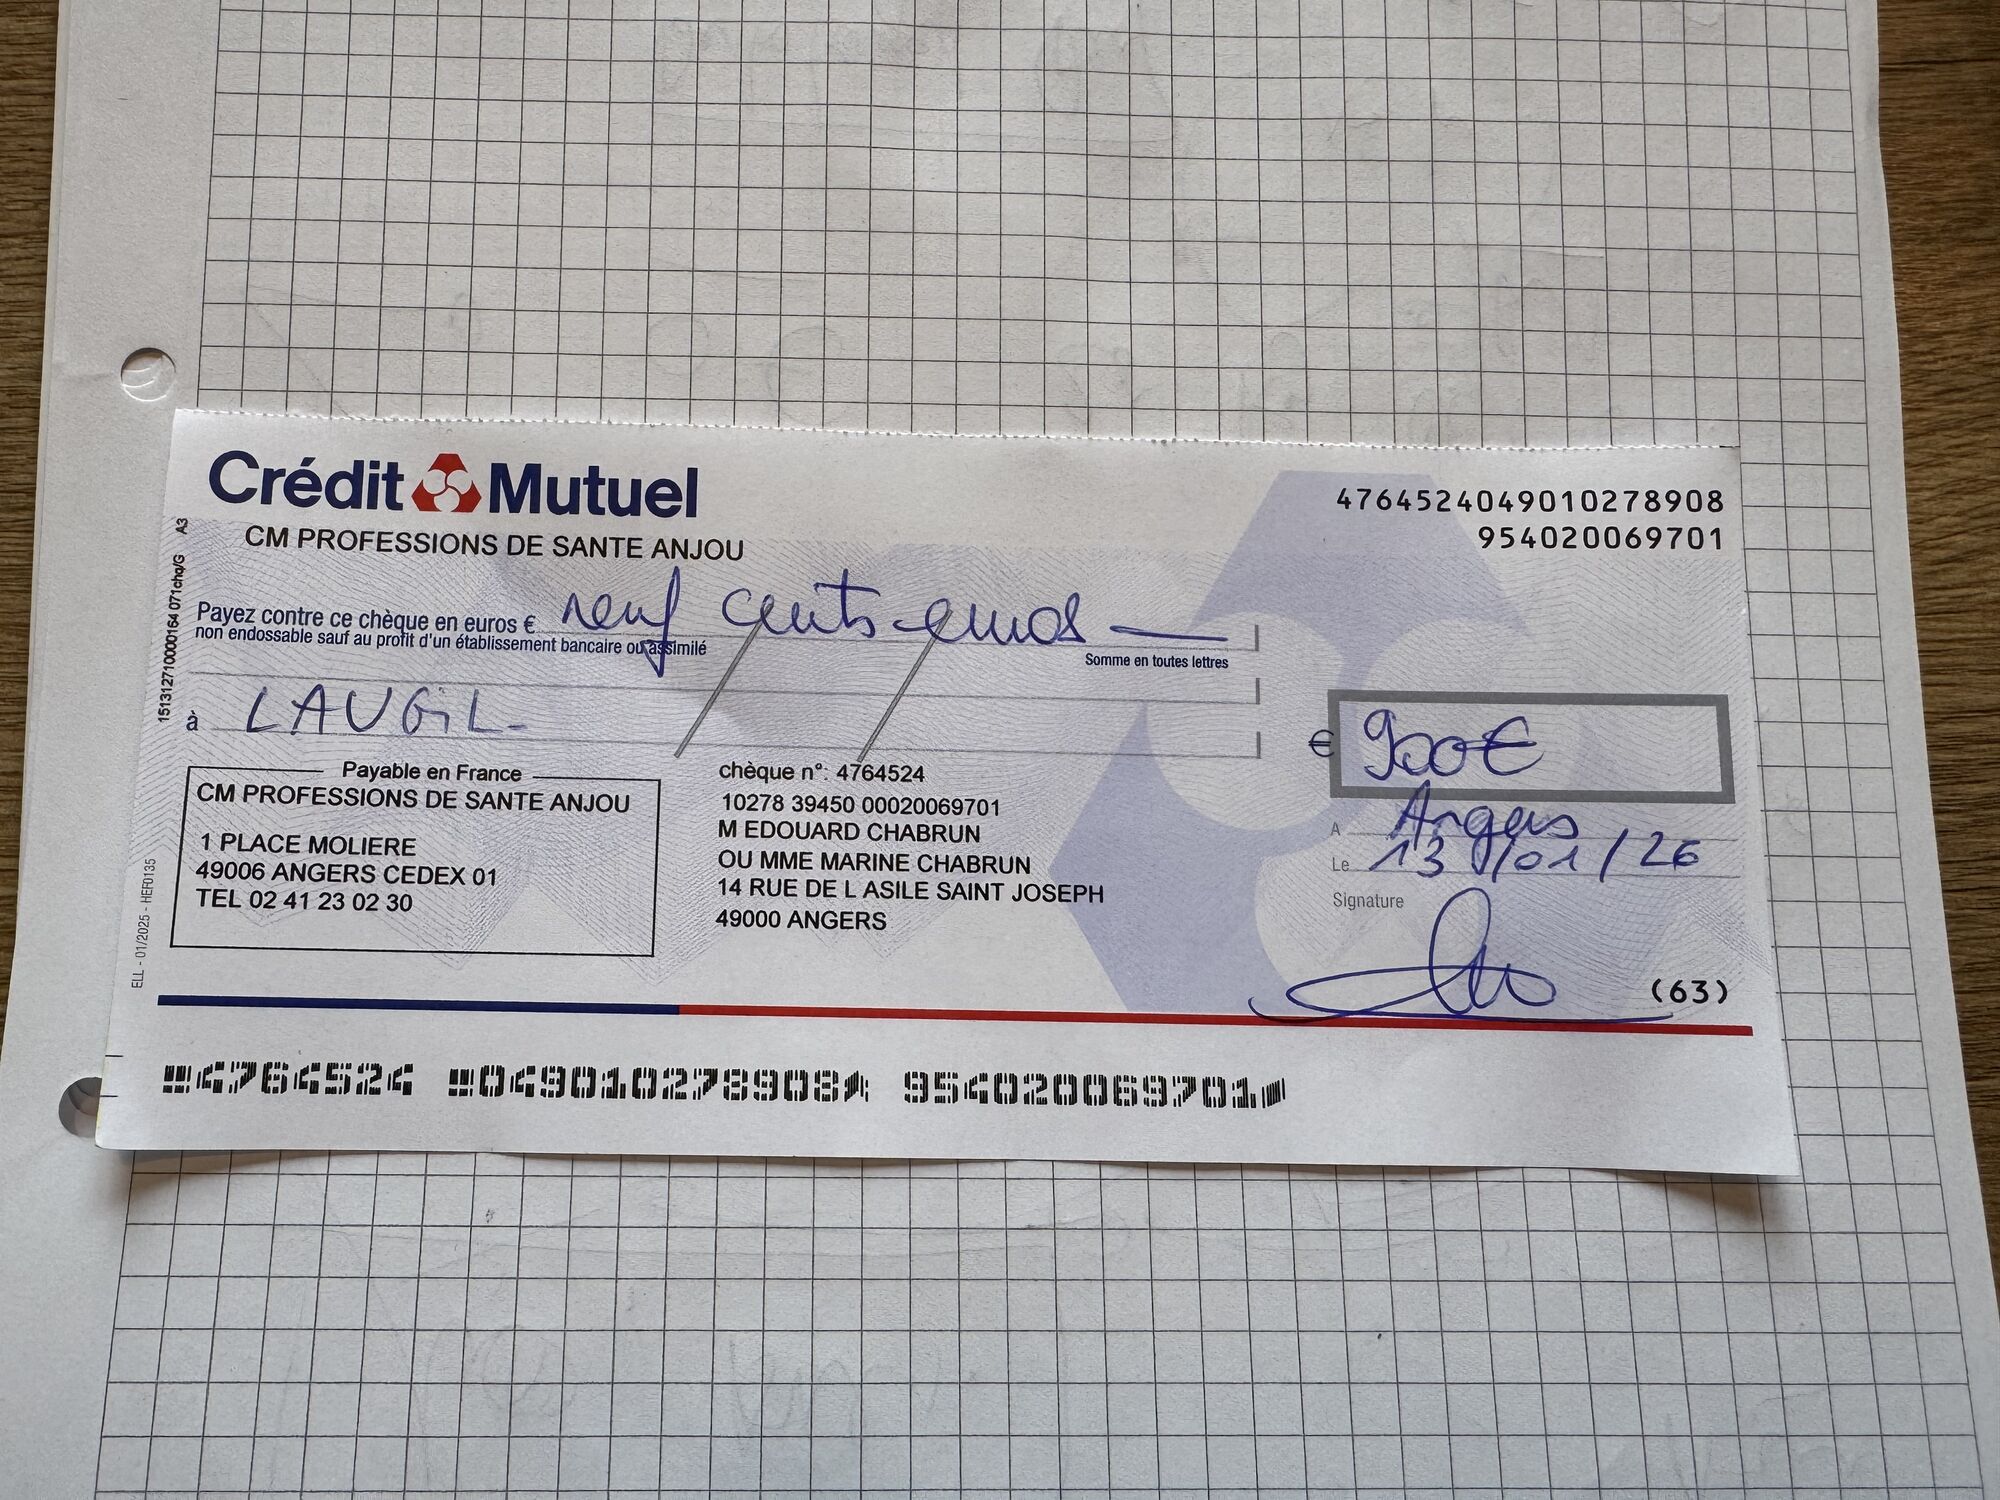 Crédit Mutuel
CM PROFESSIONS DE SANTE ANJOU
4764524049010278908
954020069701
A3
151312710000164 071chq/G
Payez contre ce chèque en euros € neuf cents euros
non endossable sauf au profit d'un établissement bancaire ou assimilé
Somme en toutes lettres
à LAUGIL
€ 900€
Payable en France
CM PROFESSIONS DE SANTE ANJOU
1 PLACE MOLIERE
49006 ANGERS CEDEX 01
TEL 02 41 23 02 30
chèque n°: 4764524
10278 39450 00020069701
M EDOUARD CHABRUN
OU MME MARINE CHABRUN
14 RUE DE L ASILE SAINT JOSEPH
49000 ANGERS
A Angers
Le 13/01/26
Signature
(63)
ELL - 01/2025 - HEF0135
4764524 049010278908 954020069701